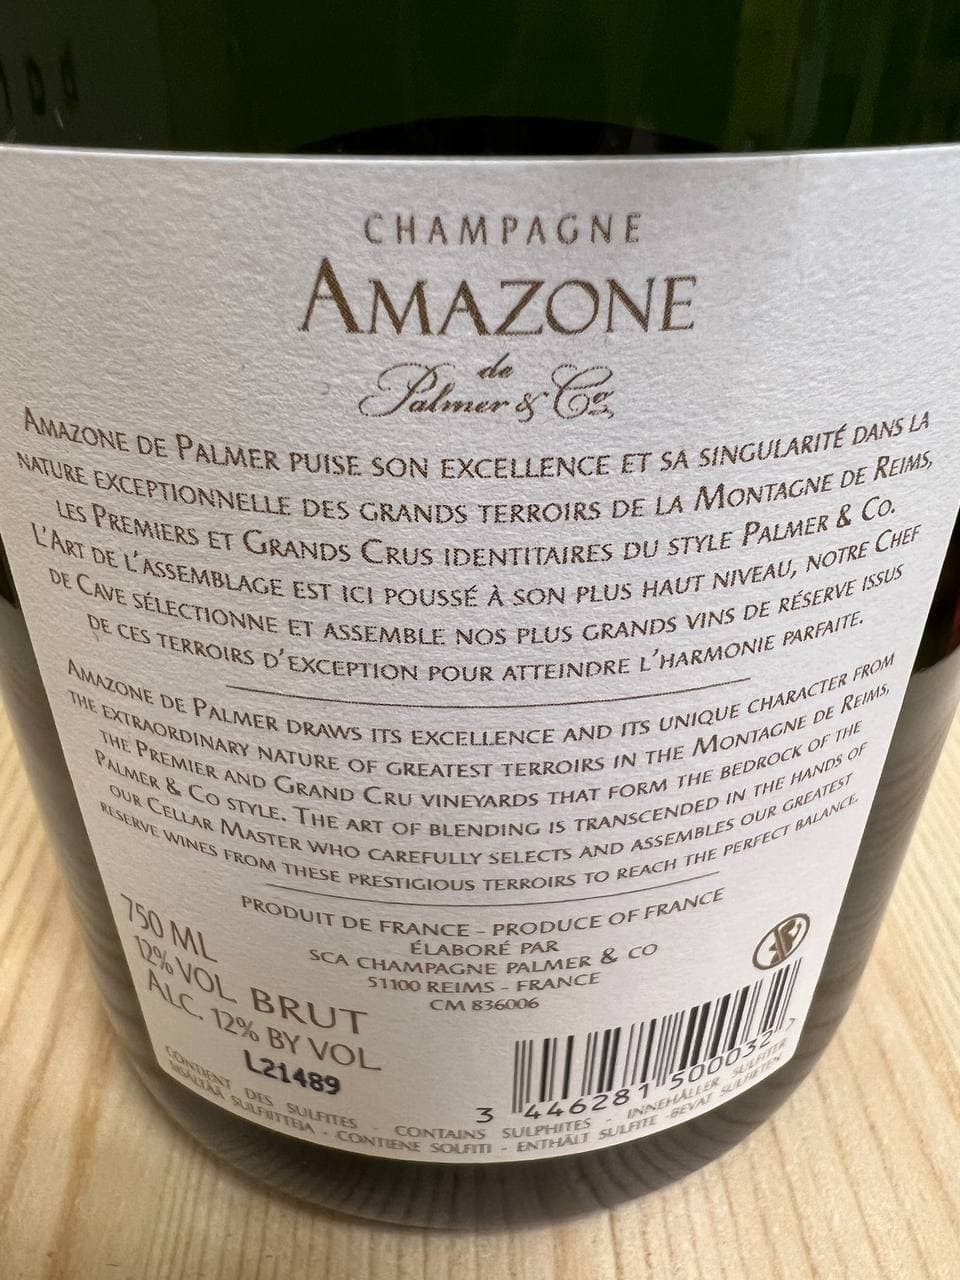 CHAMPAGNE
AMAZONE
de
Palmer & Co
AMAZONE DE PALMER PUISE SON EXCELLENCE ET SA SINGULARITÉ DANS LA
NATURE EXCEPTIONNELLE DES GRANDS TERROIRS DE LA MONTAGNE DE REIMS,
LES PREMIERS ET GRANDS CRUS IDENTITAIRES DU STYLE PALMER & CO.
L'ART DE L'ASSEMBLAGE EST ICI POUSSÉ À SON PLUS HAUT NIVEAU, NOTRE CHEF
DE CAVE SÉLECTIONNE ET ASSEMBLE NOS PLUS GRANDS VINS DE RÉSERVE ISSUS
DE CES TERROIRS D'EXCEPTION POUR ATTEINDRE L'HARMONIE PARFAITE.
AMAZONE DE PALMER DRAWS ITS EXCELLENCE AND ITS UNIQUE CHARACTER FROM
THE EXTRAORDINARY NATURE OF GREATEST TERROIRS IN THE MONTAGNE DE REIMS,
THE PREMIER AND GRAND CRU VINEYARDS THAT FORM THE BEDROCK OF THE
PALMER & CO STYLE. THE ART OF BLENDING IS TRANSCENDED IN THE HANDS OF
OUR CELLAR MASTER WHO CAREFULLY SELECTS AND ASSEMBLES OUR GREATEST
RESERVE WINES FROM THESE PRESTIGIOUS TERROIRS TO REACH THE PERFECT BALANCE.
PRODUIT DE FRANCE - PRODUCE OF FRANCE
ÉLABORÉ PAR
SCA CHAMPAGNE PALMER & CO
51100 REIMS - FRANCE
CM 836006
750 ML
12% VOL BRUT
ALC. 12% BY VOL
L21489
3 446281 500032 7
CONTIENT DES SULFITES - CONTAINS SULPHITES - INNEHÅLLER SULFITER
SISÄLTÄÄ SULFIITTEJA - CONTIENE SOLFITI - ENTHÄLT SULFITE - BEVAT SULFIETEN